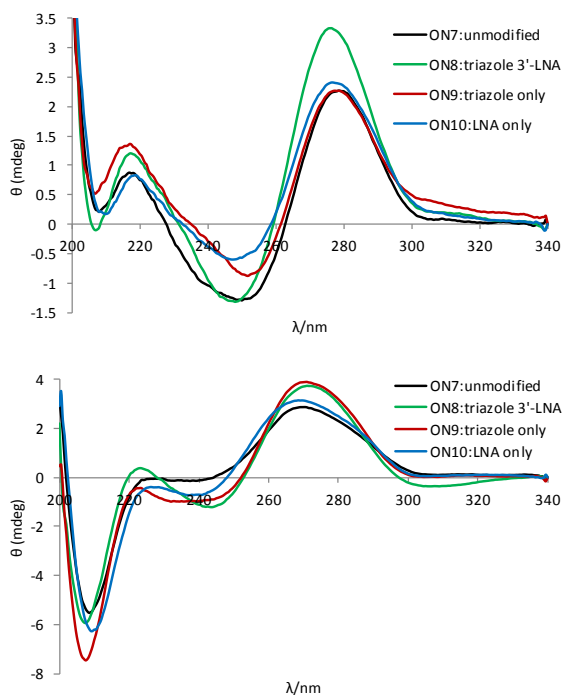 3.5
3
2.5
2
1.5
1
0.5
0
-0.5
-1
-1.5
θ (mdeg)
200 220 240 260 280 300 320 340
λ/nm
ON7:unmodified
ON8:triazole 3'-LNA
ON9:triazole only
ON10:LNA only
4
2
0
-2
-4
-6
-8
θ (mdeg)
200 220 240 260 280 300 320 340
λ/nm
ON7:unmodified
ON8:triazole 3'-LNA
ON9:triazole only
ON10:LNA only